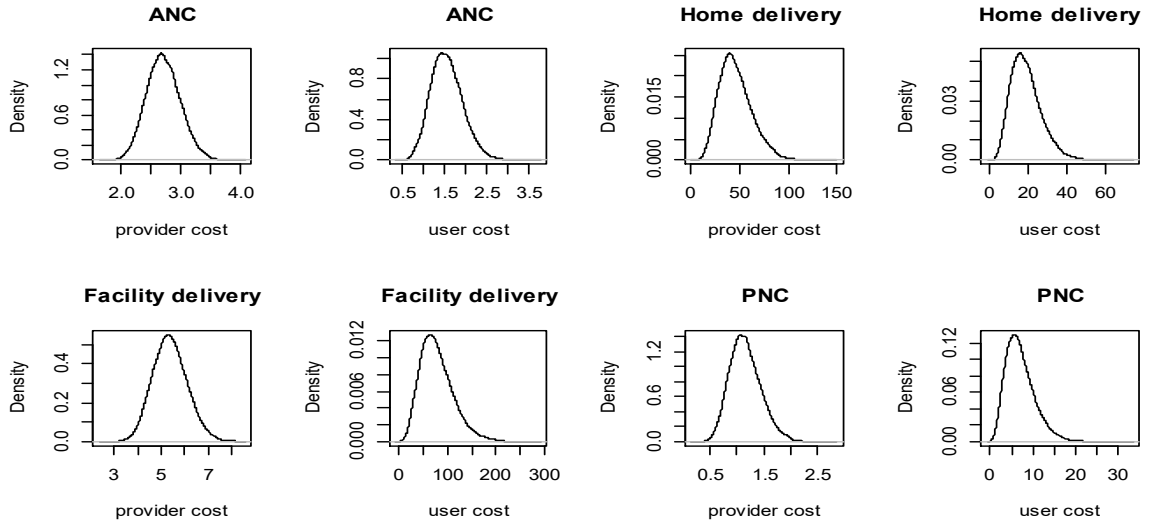 ANC ANC Home delivery Home delivery
Density 0.0 0.6 1.2 Density 0.0 0.4 0.8 Density 0.000 0.015 Density 0.00 0.03
2.0 3.0 4.0 0.5 1.5 2.5 3.5 0 50 100 150 0 20 40 60
provider cost user cost provider cost user cost
Facility delivery Facility delivery PNC PNC
Density 0.0 0.2 0.4 Density 0.000 0.006 0.012 Density 0.0 0.6 1.2 Density 0.00 0.06 0.12
3 5 7 0 100 200 300 0.5 1.5 2.5 0 10 20 30
provider cost user cost provider cost user cost